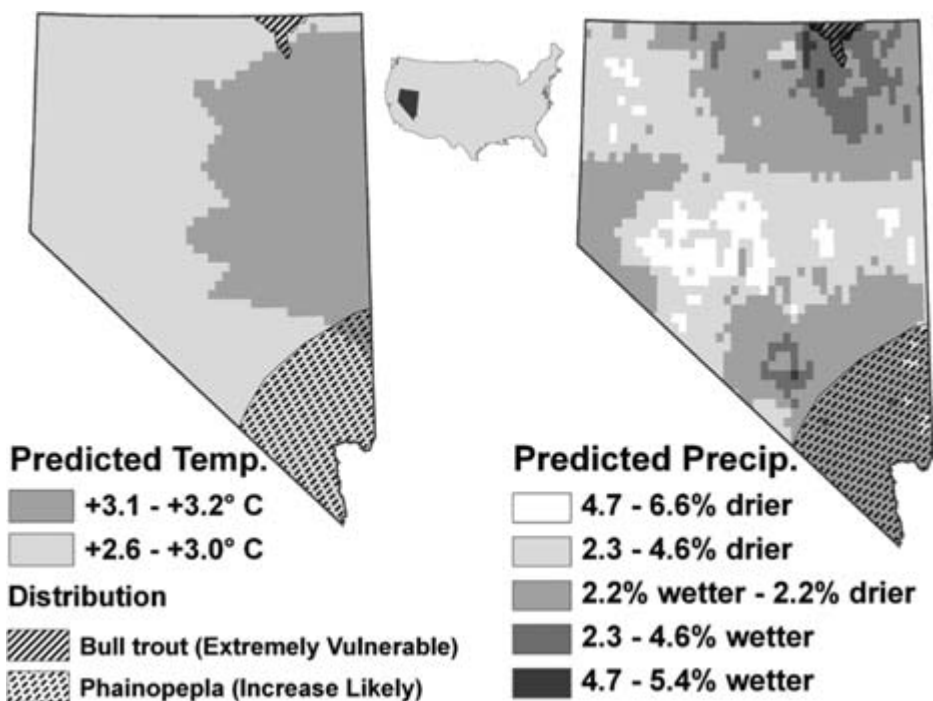 Predicted Temp.
+3.1 - +3.2° C
+2.6 - +3.0° C
Distribution
Bull trout (Extremely Vulnerable)
Phainopepla (Increase Likely)
Predicted Precip.
4.7 - 6.6% drier
2.3 - 4.6% drier
2.2% wetter - 2.2% drier
2.3 - 4.6% wetter
4.7 - 5.4% wetter